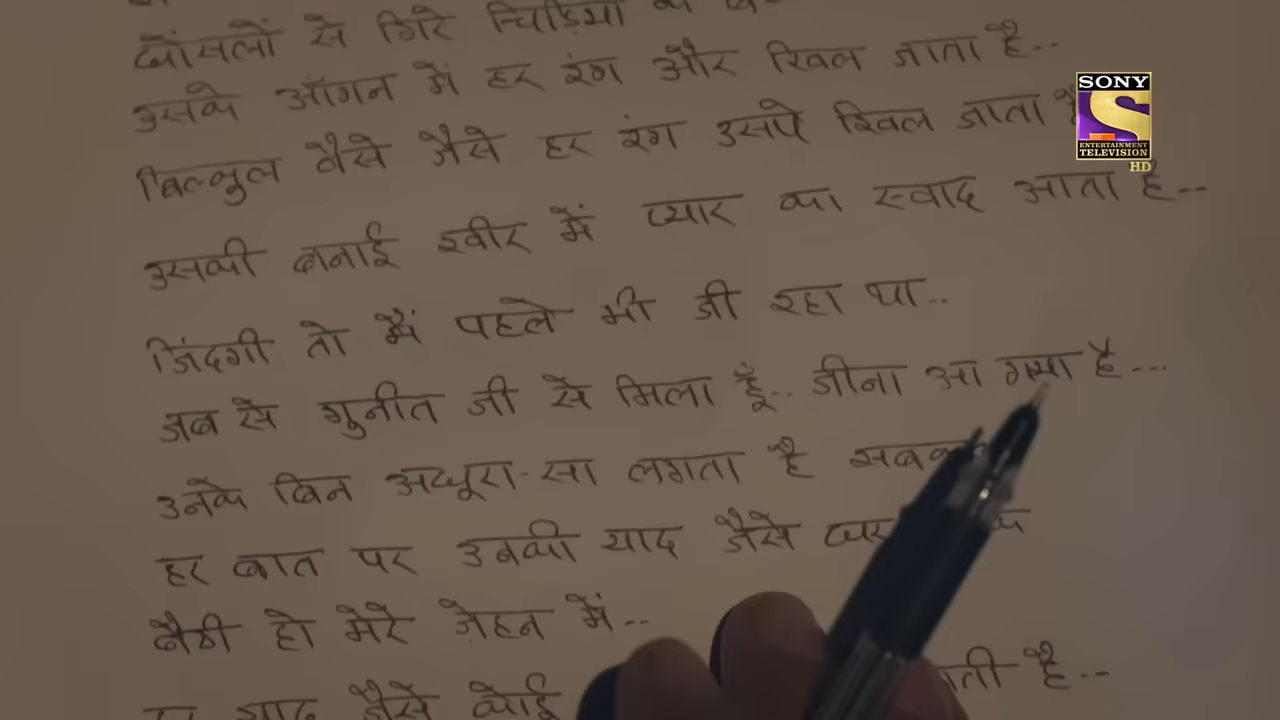 घोंसलों से गिरे चिड़िया
उसके आँगन में हर रंग और खिल जाता है..
बिल्कुल वैसे जैसे हर रंग उसपे खिल जाता
उसकी बनाई खीर में प्यार का स्वाद आता है..
जिंदगी तो मैं पहले भी जी रहा था..
जब से गुनीत जी से मिला हूँ.. जीना आ गया है...
उनके बिन अधूरा-सा लगता है
हर बात पर उनकी याद जैसे
बैठी हो मेरे ज़ेहन में..
याद जैसे कोई है..
SONY
ENTERTAINMENT
TELEVISION
HD